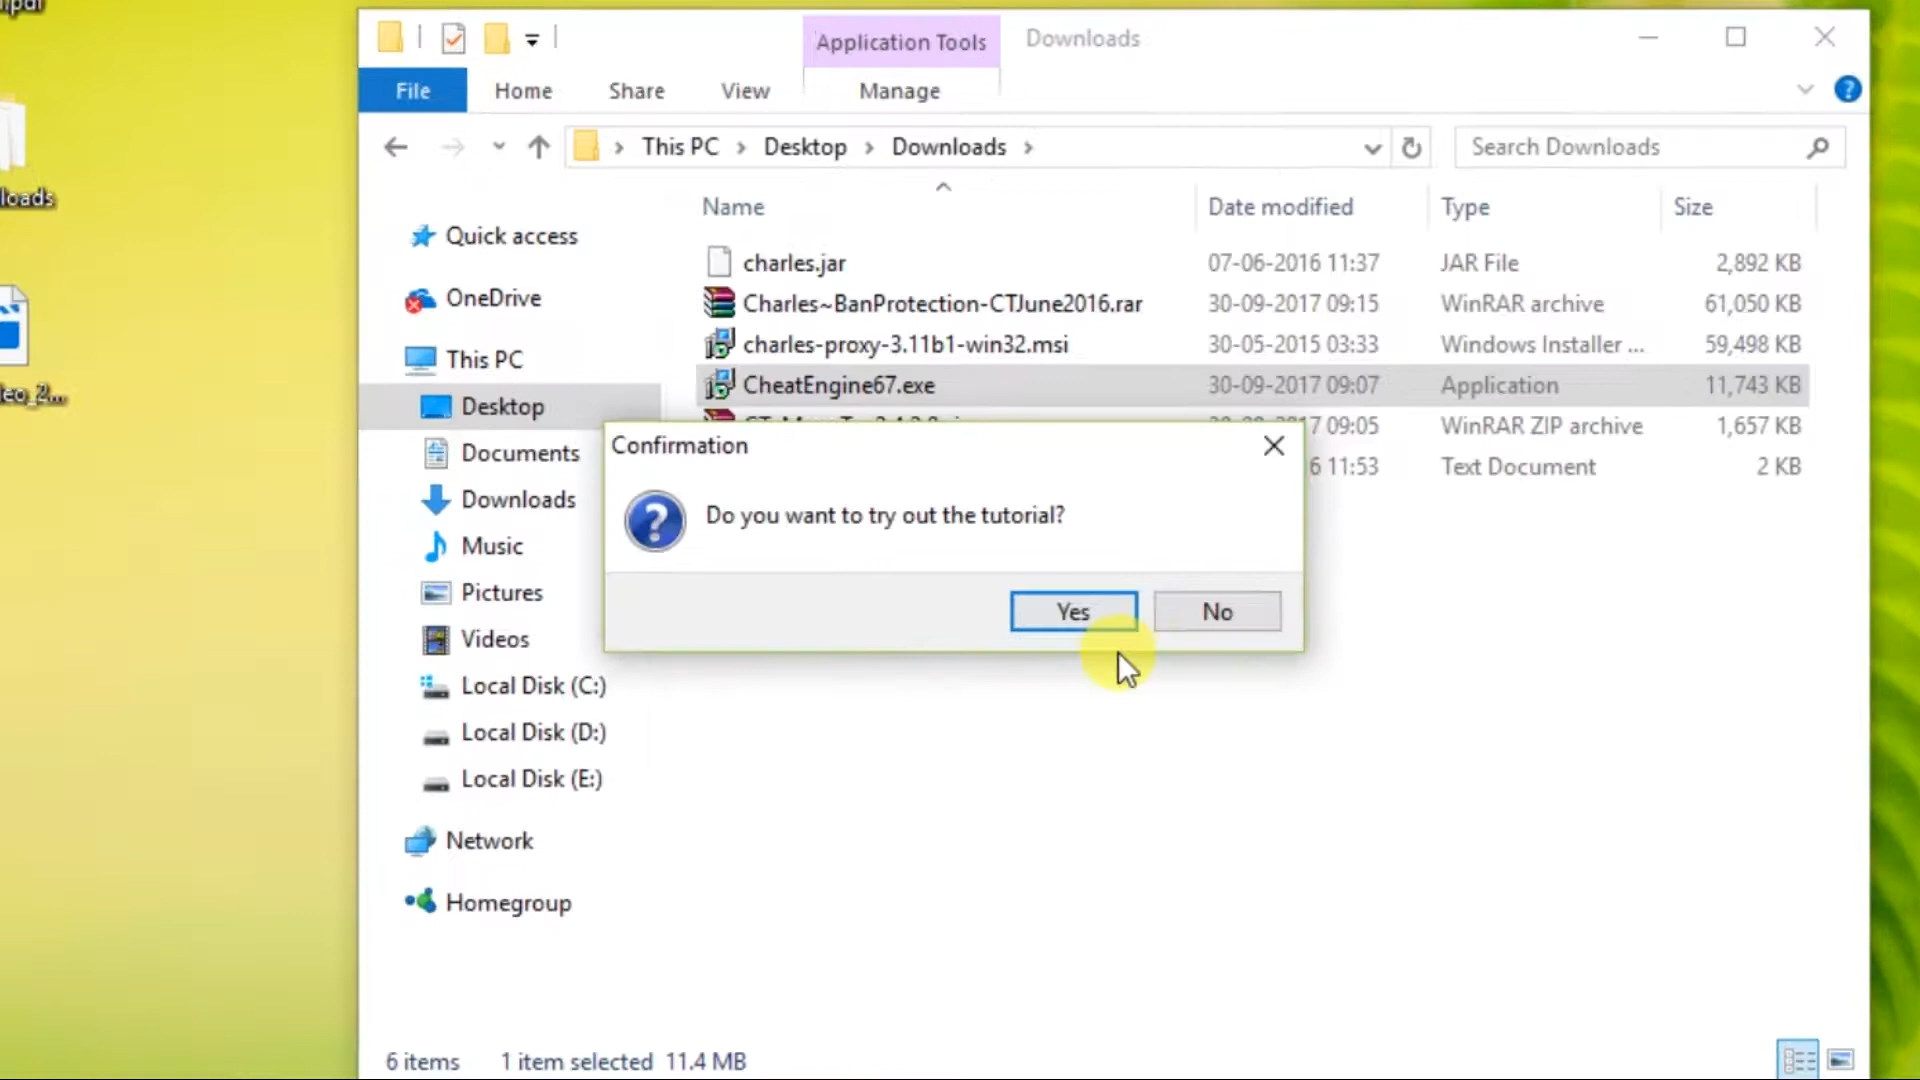 Application Tools
Downloads
File
Home
Share
View
Manage
This PC
Desktop
Downloads
Search Downloads
Name
Date modified
Type
Size
loads
Quick access
OneDrive
This PC
Desktop
Documents
Downloads
Music
Pictures
Videos
Local Disk (C:)
Local Disk (D:)
Local Disk (E:)
Network
Homegroup
charles.jar 07-06-2016 11:37 JAR File 2,892 KB
Charles~BanProtection-CTJune2016.rar 30-09-2017 09:15 WinRAR archive 61,050 KB
charles-proxy-3.11b1-win32.msi 30-05-2015 03:33 Windows Installer ... 59,498 KB
CheatEngine67.exe 30-09-2017 09:07 Application 11,743 KB
7 09:05 WinRAR ZIP archive 1,657 KB
6 11:53 Text Document 2 KB
Confirmation
Do you want to try out the tutorial?
Yes
No
6 items 1 item selected 11.4 MB